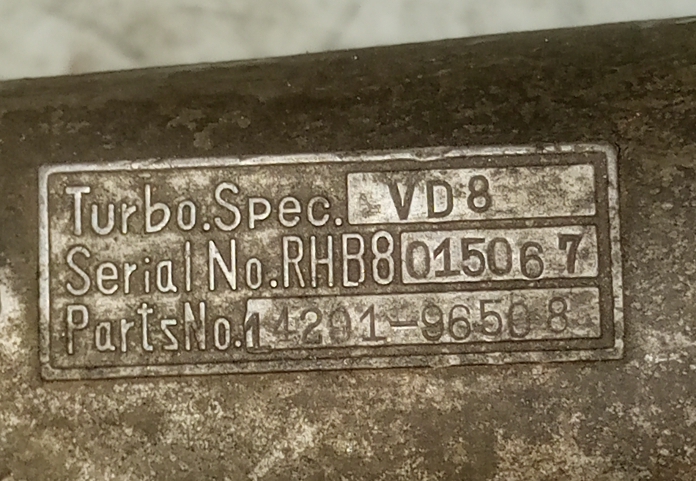 Turbo.Spec. VD8
Serial No.RHB8 015067
PartsNo.14201-96508